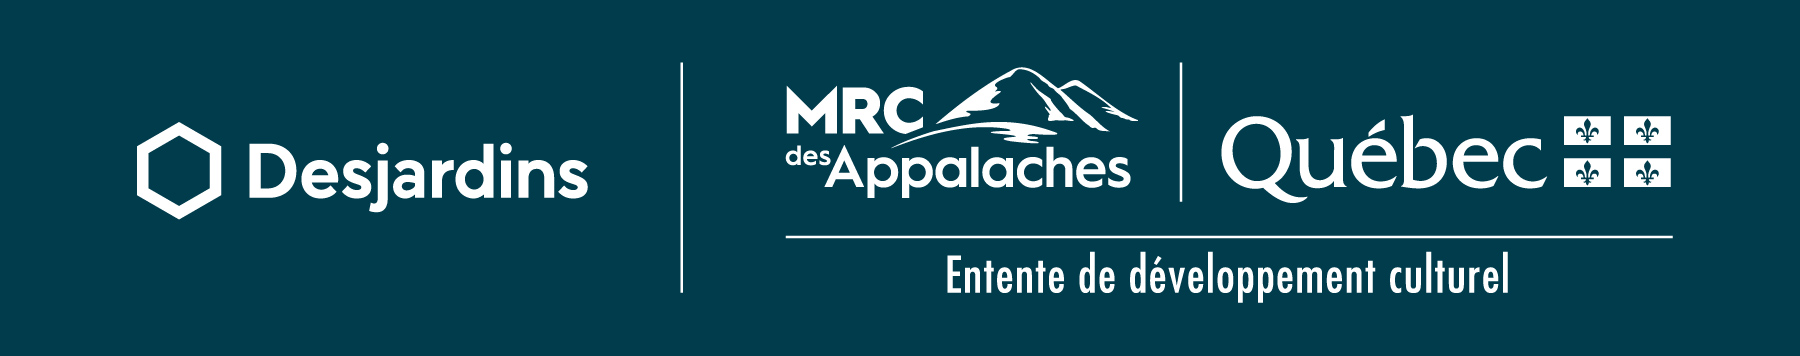 Desjardins
MRC
des Appalaches
Québec
Entente de développement culturel